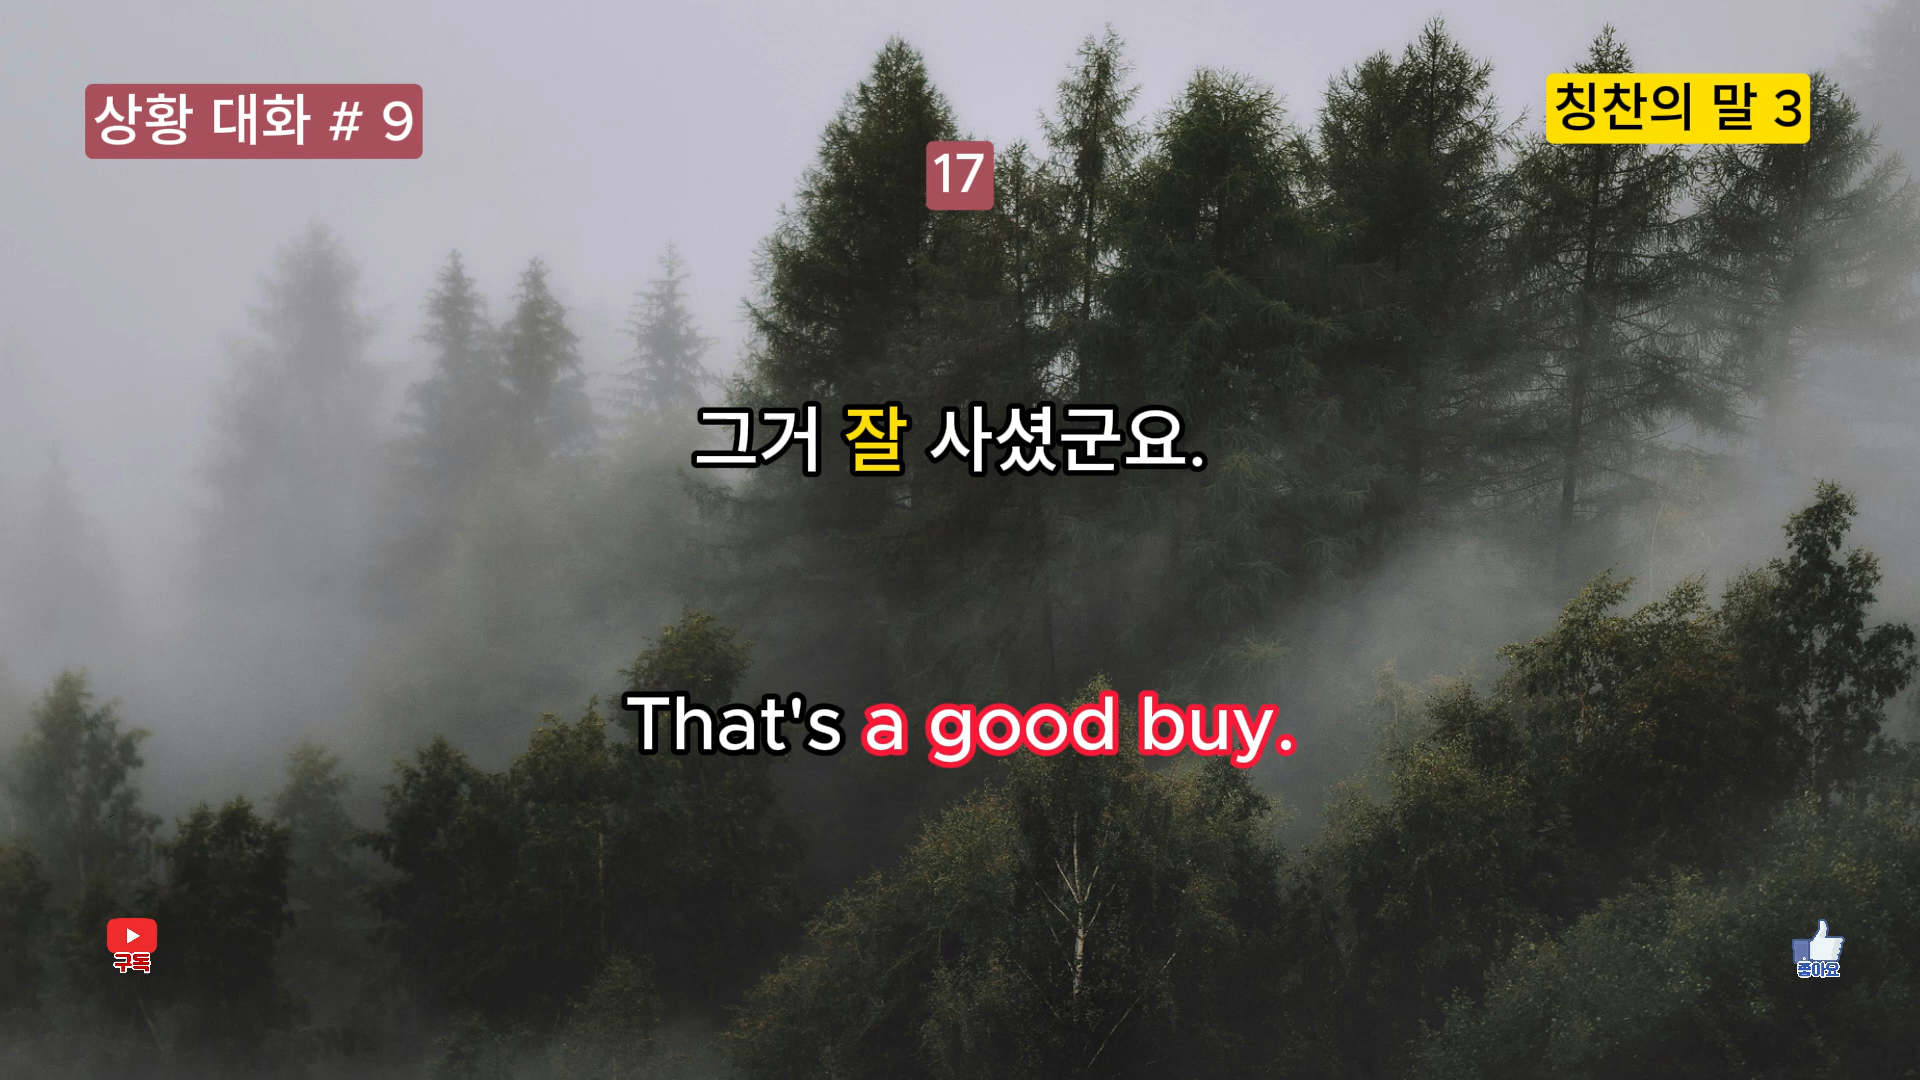 상황 대화 # 9
칭찬의 말 3
17
그거 잘 사셨군요.
That's a good buy.
구독
좋아요